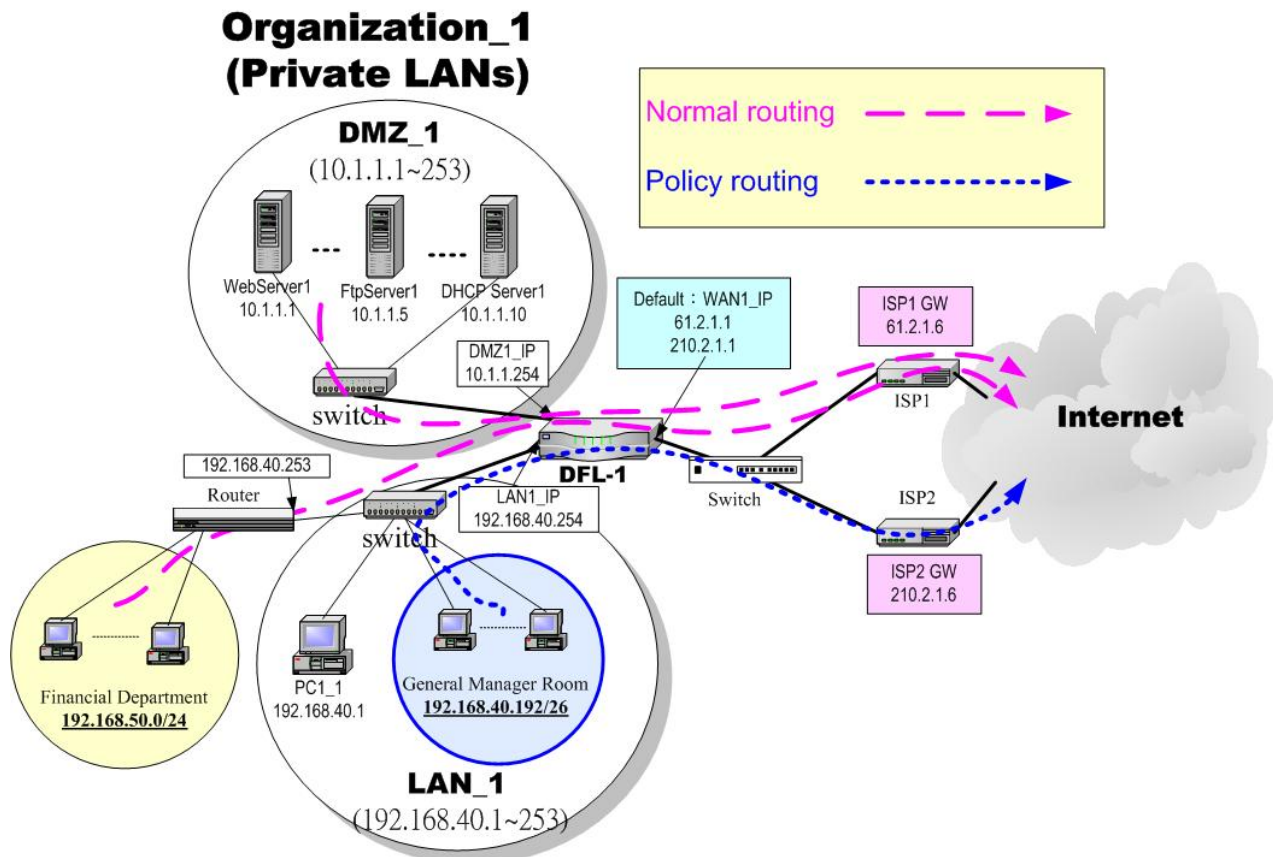 Organization_1
(Private LANs)
Normal routing
Policy routing
DMZ_1
(10.1.1.1~253)
WebServer1
10.1.1.1
FtpServer1
10.1.1.5
DHCP Server1
10.1.1.10
switch
DMZ1_IP
10.1.1.254
Default：WAN1_IP
61.2.1.1
210.2.1.1
ISP1 GW
61.2.1.6
ISP1
Internet
DFL-1
Switch
ISP2
ISP2 GW
210.2.1.6
192.168.40.253
Router
switch
LAN1_IP
192.168.40.254
Financial Department
192.168.50.0/24
PC1_1
192.168.40.1
General Manager Room
192.168.40.192/26
LAN_1
(192.168.40.1~253)